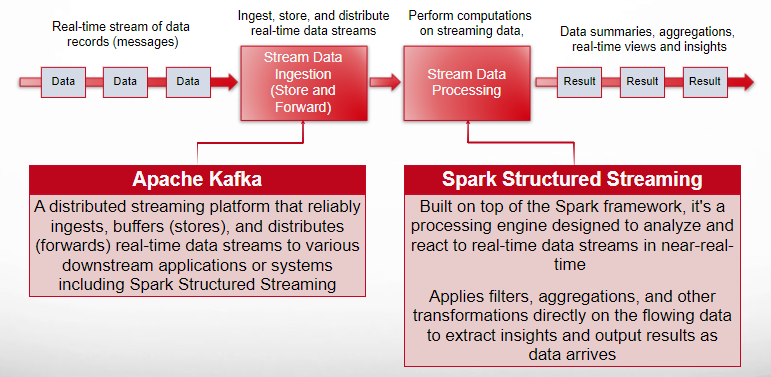 Real-time stream of data
records (messages)
Ingest, store, and distribute
real-time data streams
Perform computations
on streaming data,
Data summaries, aggregations,
real-time views and insights
Data
Data
Data
Stream Data
Ingestion
(Store and
Forward)
Stream Data
Processing
Result
Result
Result
Apache Kafka
A distributed streaming platform that reliably
ingests, buffers (stores), and distributes
(forwards) real-time data streams to various
downstream applications or systems
including Spark Structured Streaming
Spark Structured Streaming
Built on top of the Spark framework, it's a
processing engine designed to analyze and
react to real-time data streams in near-real-
time
Applies filters, aggregations, and other
transformations directly on the flowing data
to extract insights and output results as
data arrives